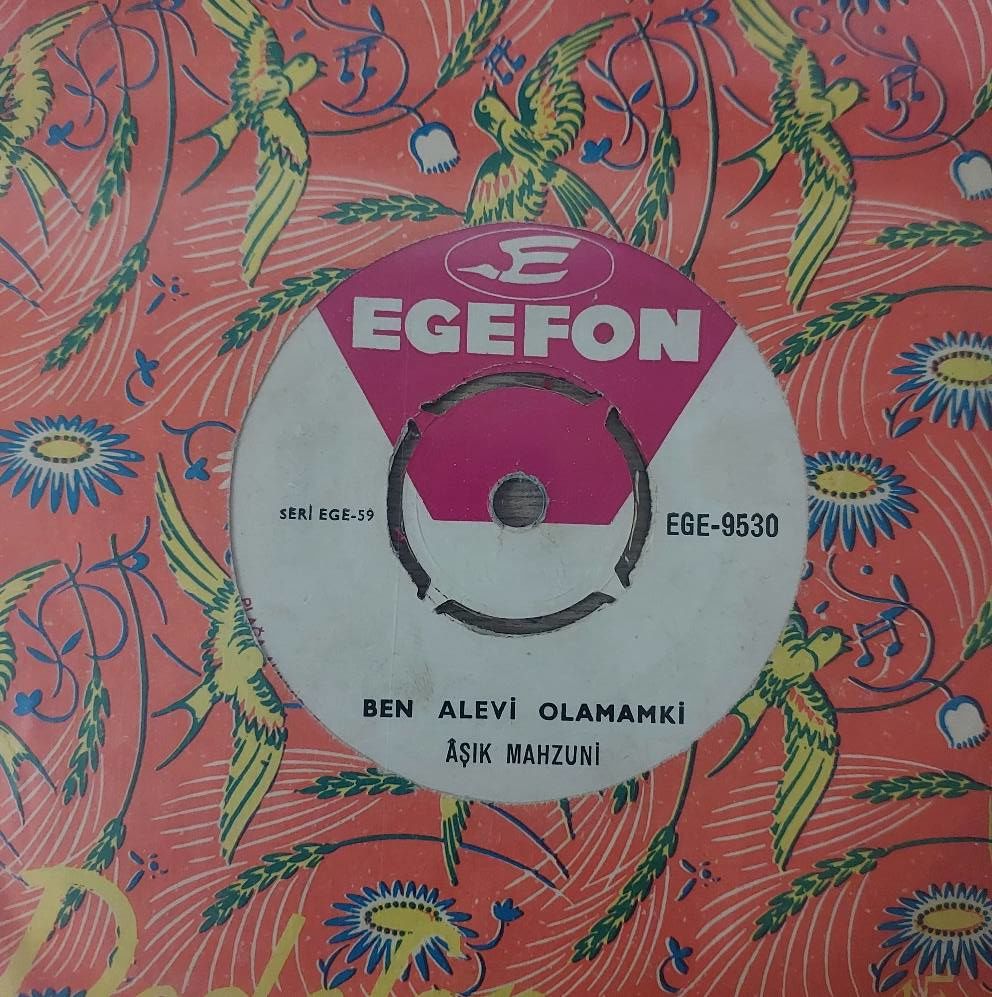 E
EGEFON
SERİ EGE-59
EGE-9530
BEN ALEVİ OLAMAMKİ
ÂŞIK MAHZUNİ